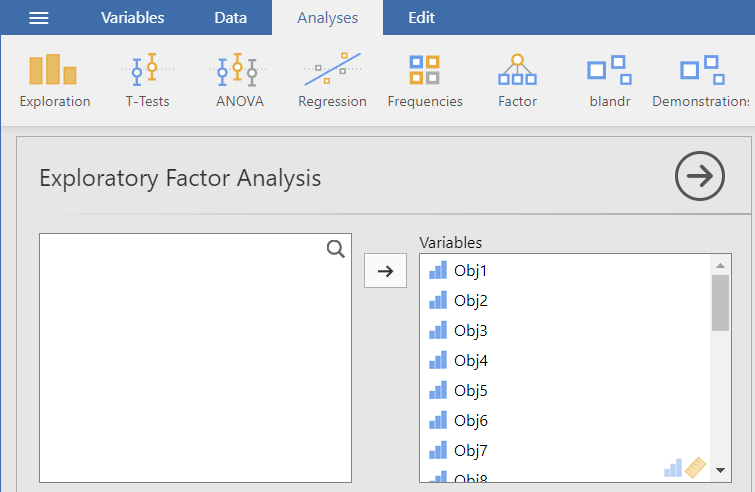 Variables Data Analyses Edit
Exploration T-Tests ANOVA Regression Frequencies Factor blandr Demonstrations
Exploratory Factor Analysis
Variables
Obj1
Obj2
Obj3
Obj4
Obj5
Obj6
Obj7
Obj8